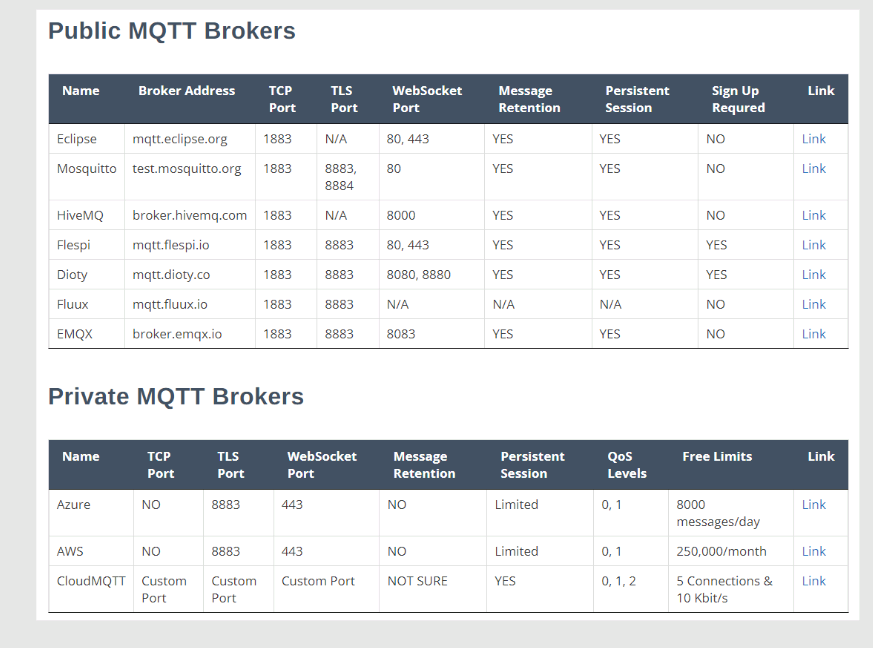 Public MQTT Brokers
Name Broker Address TCP Port TLS Port WebSocket Port Message Retention Persistent Session Sign Up Requred Link
Eclipse mqtt.eclipse.org 1883 N/A 80, 443 YES YES NO Link
Mosquitto test.mosquitto.org 1883 8883, 8884 80 YES YES NO Link
HiveMQ broker.hivemq.com 1883 N/A 8000 YES YES NO Link
Flespi mqtt.flespi.io 1883 8883 80, 443 YES YES YES Link
Dioty mqtt.dioty.co 1883 8883 8080, 8880 YES YES YES Link
Fluux mqtt.fluux.io 1883 8883 N/A N/A N/A NO Link
EMQX broker.emqx.io 1883 8883 8083 YES YES NO Link
Private MQTT Brokers
Name TCP Port TLS Port WebSocket Port Message Retention Persistent Session QoS Levels Free Limits Link
Azure NO 8883 443 NO Limited 0, 1 8000 messages/day Link
AWS NO 8883 443 NO Limited 0, 1 250,000/month Link
CloudMQTT Custom Port Custom Port Custom Port NOT SURE YES 0, 1, 2 5 Connections & 10 Kbit/s Link